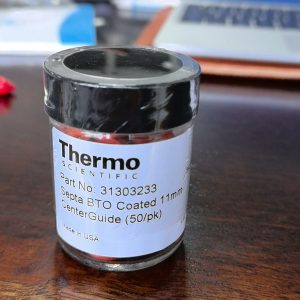 Thermo
SCIENTIFIC
Part No: 31303233
Septa BTO Coated 11mm
CenterGuide (50/pk)
Made in USA